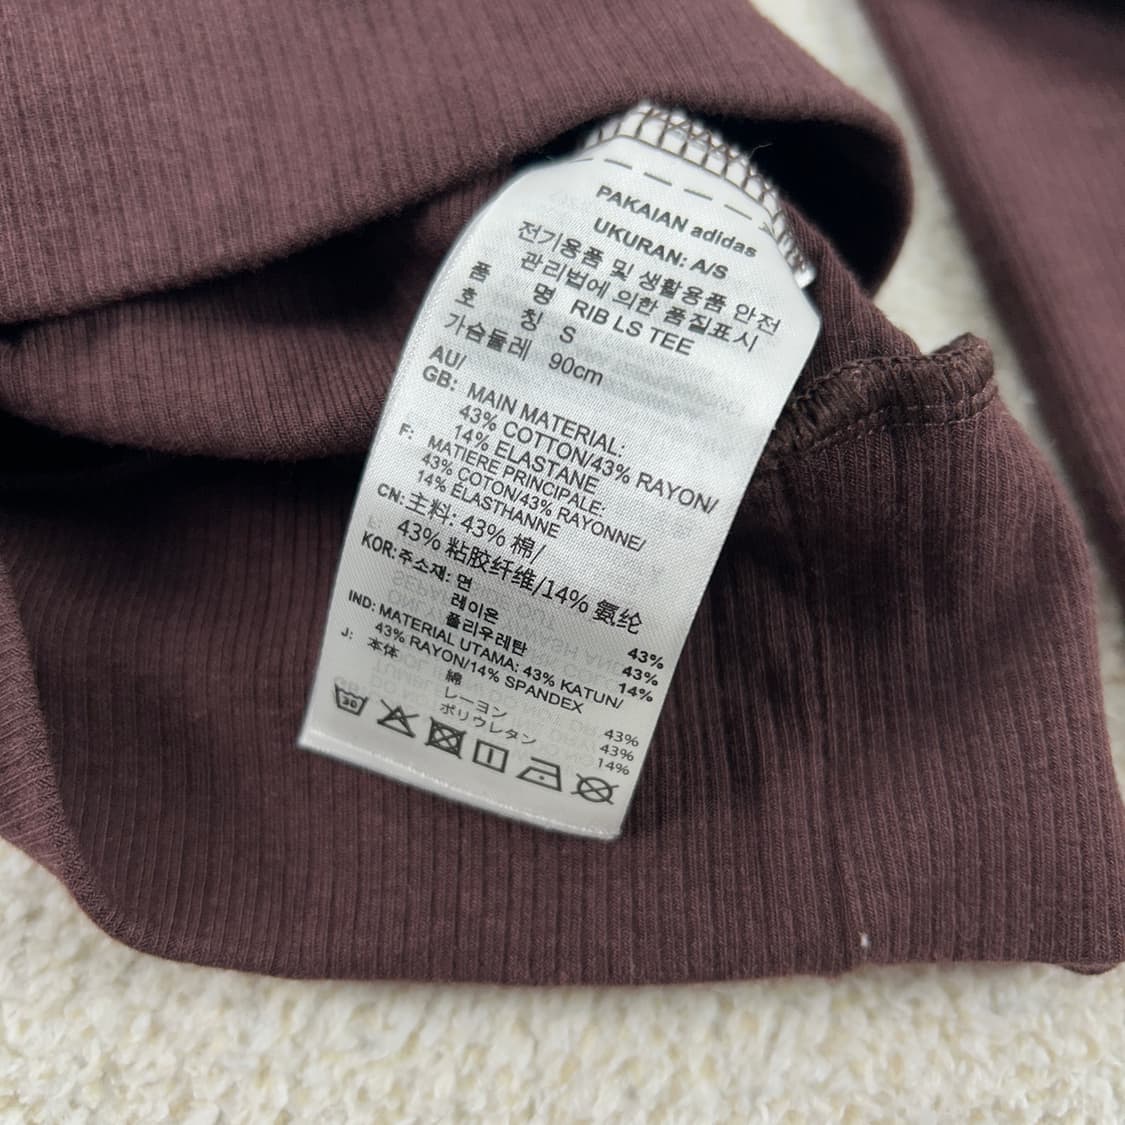 PAKAIAN adidas
UKURAN: A/S
전기용품 및 생활용품 안전
관리법에 의한 품질표시
품 명 RIB LS TEE
호 칭 S
가슴둘레 90cm
AU/
GB: MAIN MATERIAL:
43% COTTON/43% RAYON/
14% ELASTANE
F: MATIÈRE PRINCIPALE:
43% COTON/43% RAYONNE/
14% ÉLASTHANNE
CN: 主料: 43% 棉/
43% 粘胶纤维/14% 氨纶
KOR: 주소재: 면 43%
레이온 43%
폴리우레탄 14%
IND: MATERIAL UTAMA: 43% KATUN/
43% RAYON/14% SPANDEX
J: 本体
綿 43%
レーヨン 43%
ポリウレタン 14%
30